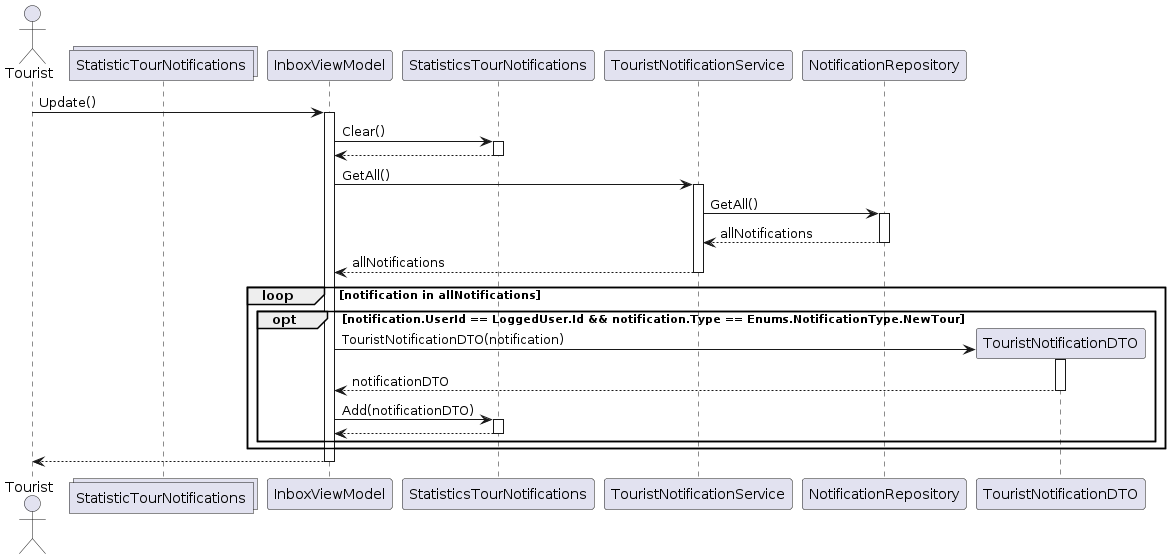 Tourist
StatisticTourNotifications
InboxViewModel
StatisticsTourNotifications
TouristNotificationService
NotificationRepository
Update()
Clear()
GetAll()
GetAll()
allNotifications
allNotifications
loop
[notification in allNotifications]
opt
[notification.UserId == LoggedUser.Id && notification.Type == Enums.NotificationType.NewTour]
TouristNotificationDTO(notification)
TouristNotificationDTO
notificationDTO
Add(notificationDTO)
Tourist
StatisticTourNotifications
InboxViewModel
StatisticsTourNotifications
TouristNotificationService
NotificationRepository
TouristNotificationDTO